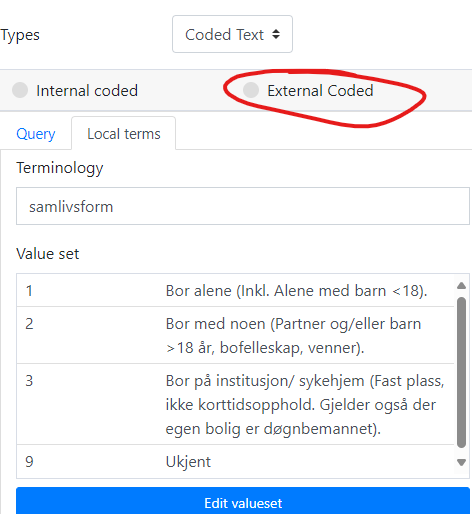 Types
Coded Text
Internal coded
External Coded
Query
Local terms
Terminology
samlivsform
Value set
1 Bor alene (Inkl. Alene med barn <18).
2 Bor med noen (Partner og/eller barn
>18 år, bofelleskap, venner).
3 Bor på institusjon/ sykehjem (Fast plass,
ikke korttidsopphold. Gjelder også der
egen bolig er døgnbemannet).
9 Ukjent
Edit valueset